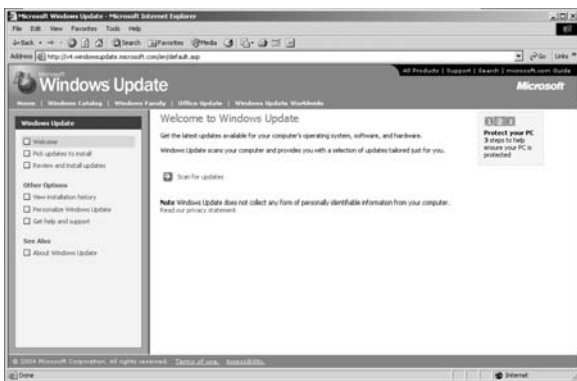 Microsoft Windows Update - Microsoft Internet Explorer
File Edit View Favorites Tools Help
Back Search Favorites Media
Address http://v4.windowsupdate.microsoft.com/en/default.asp Go Links »
All Products | Support | Search | microsoft.com Guide
Microsoft
Windows Update
Microsoft
Home | Windows Catalog | Windows Family | Office Update | Windows Update Worldwide
Windows Update
Welcome
Pick updates to install
Review and install updates
Other Options
View installation history
Personalize Windows Update
Get help and support
See Also
About Windows Update
Welcome to Windows Update
Get the latest updates available for your computer's operating system, software, and hardware.
Windows Update scans your computer and provides you with a selection of updates tailored just for you.
Scan for updates
Note Windows Update does not collect any form of personally identifiable information from your computer.
Read our privacy statement
1 2 3
Protect your PC
3 steps to help
ensure your PC is
protected
© 2004 Microsoft Corporation. All rights reserved. Terms of use. Accessibility.
Done Internet